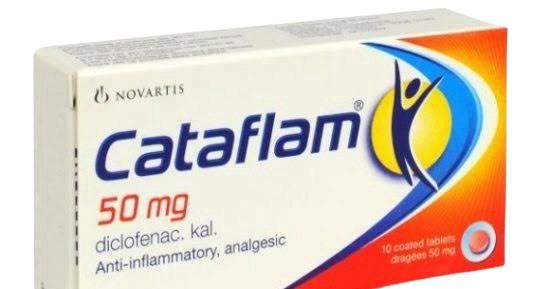 NOVARTIS
Cataflam®
50 mg
diclofenac. kal.
Anti-inflammatory, analgesic
10 coated tablets
dragées 50 mg